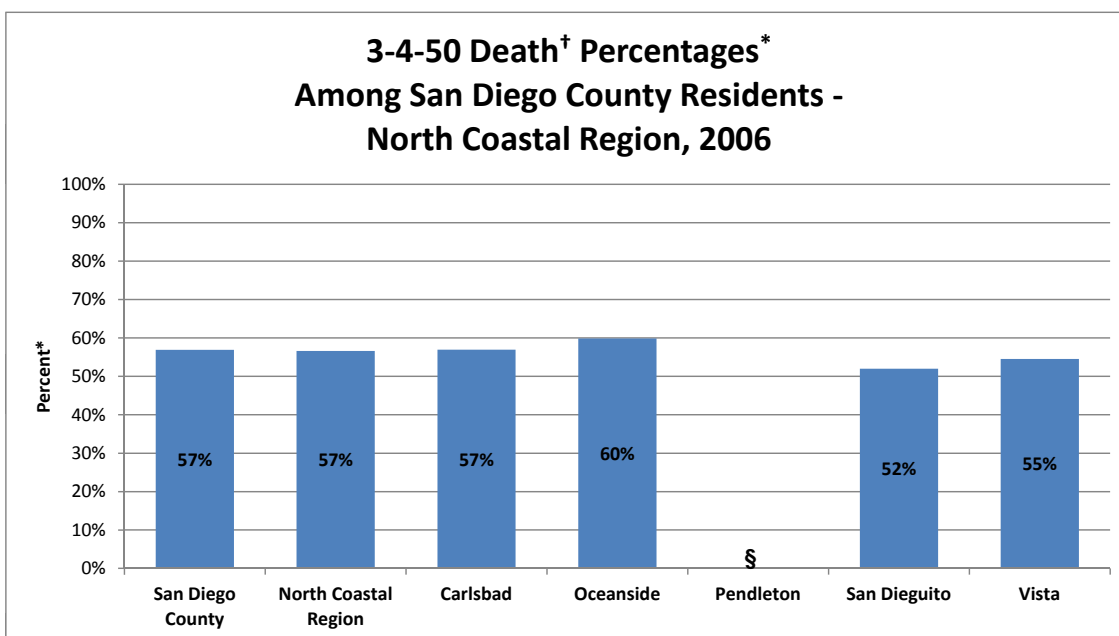 3-4-50 Death† Percentages*
Among San Diego County Residents -
North Coastal Region, 2006
100%
90%
80%
70%
60%
50%
40%
30%
20%
10%
0%
Percent*
57%
57%
57%
60%
§
52%
55%
San Diego
County
North Coastal
Region
Carlsbad
Oceanside
Pendleton
San Dieguito
Vista